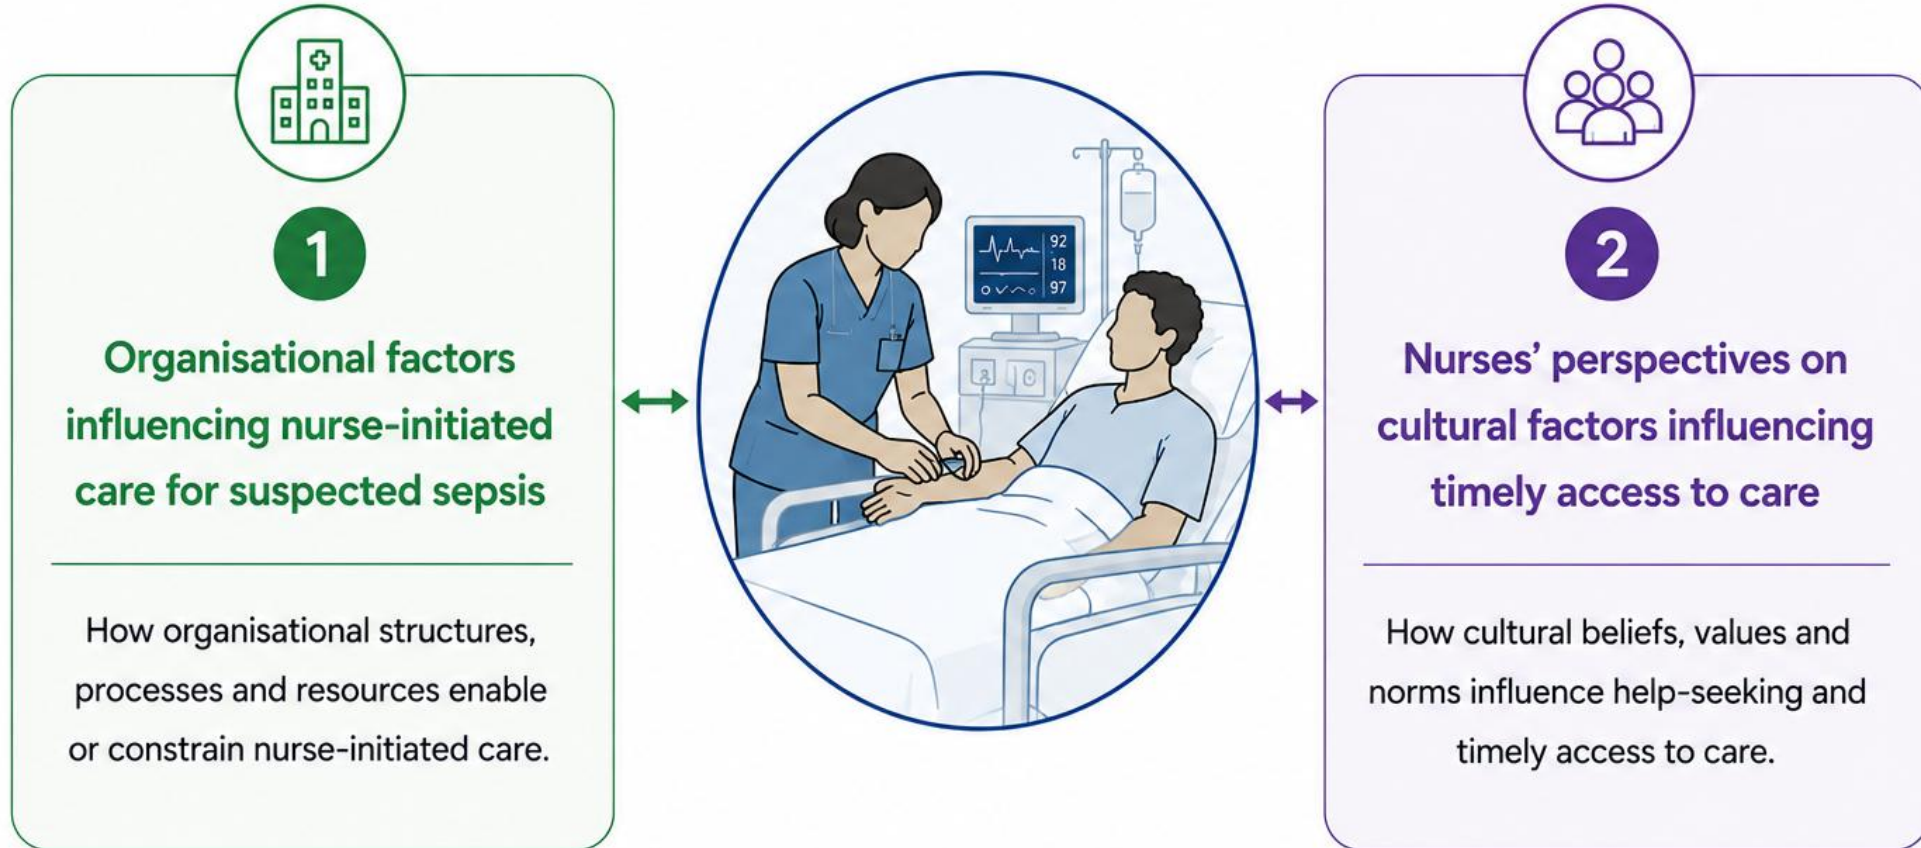 1
Organisational factors
influencing nurse-initiated
care for suspected sepsis
How organisational structures,
processes and resources enable
or constrain nurse-initiated care.
92
18
97
2
Nurses’ perspectives on
cultural factors influencing
timely access to care
How cultural beliefs, values and
norms influence help-seeking and
timely access to care.